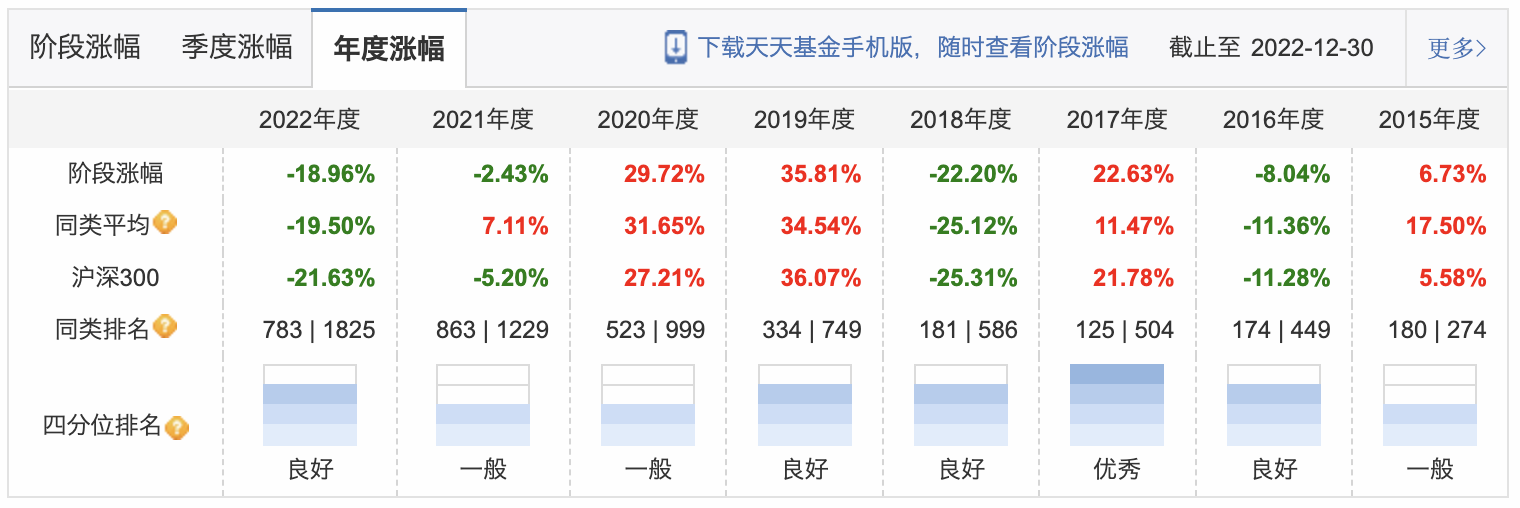 阶段涨幅 季度涨幅 年度涨幅 下载天天基金手机版，随时查看阶段涨幅 截止至 2022-12-30 更多>
2022年度 2021年度 2020年度 2019年度 2018年度 2017年度 2016年度 2015年度
阶段涨幅 -18.96% -2.43% 29.72% 35.81% -22.20% 22.63% -8.04% 6.73%
同类平均? -19.50% 7.11% 31.65% 34.54% -25.12% 11.47% -11.36% 17.50%
沪深300 -21.63% -5.20% 27.21% 36.07% -25.31% 21.78% -11.28% 5.58%
同类排名? 783 | 1825 863 | 1229 523 | 999 334 | 749 181 | 586 125 | 504 174 | 449 180 | 274
四分位排名? 良好 一般 一般 良好 良好 优秀 良好 一般